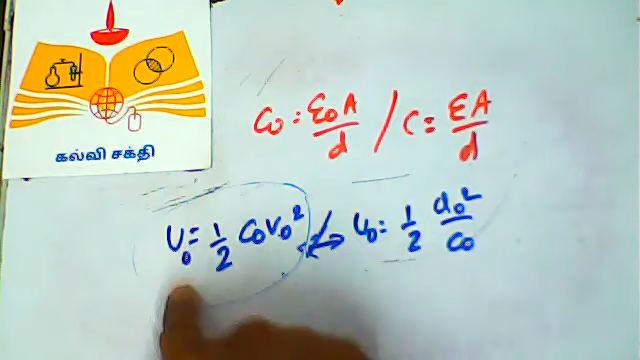 கல்வி சக்தி
C₀ = ε₀A/d / C = εA/d
U₀ = 1/2 C₀V₀² ↔ U₀ = 1/2 Q₀²/C₀